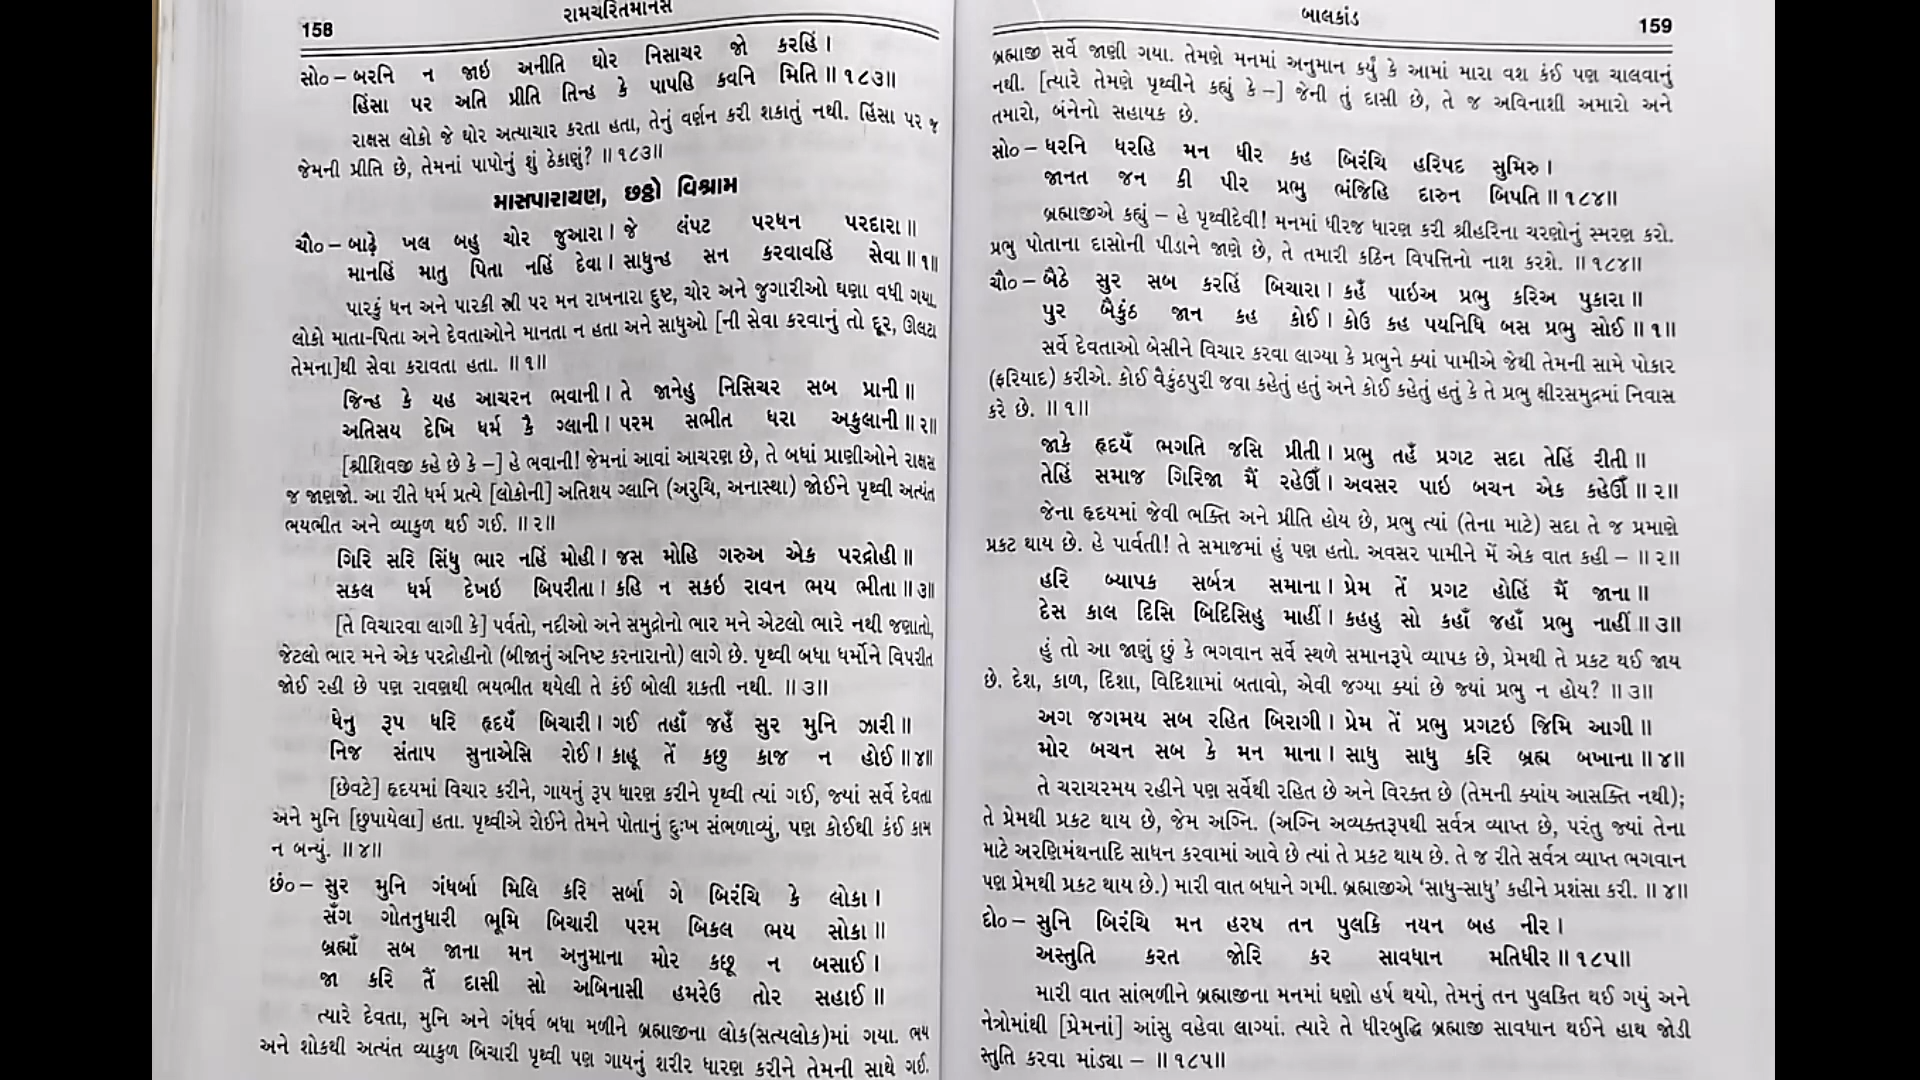 158
રામચરિતમાનસ
સો૦ – બરનિ ન જાઇ અનીતિ ઘોર નિસાચર જો કરહિં ।
હિંસા પર અતિ પ્રીતિ તિન્હ કે પાપહિ કવનિ મિતિ ॥ ૧૮૩॥
રાક્ષસ લોકો જે ઘોર અત્યાચાર કરતા હતા, તેનું વર્ણન કરી શકાતું નથી. હિંસા પર જ
જેમની પ્રીતિ છે, તેમનાં પાપોનું શું ઠેકાણું? ॥ ૧૮૩॥
માસપારાયણ, છઠ્ઠો વિશ્રામ
ચૌ૦ – બાઢ઼ે ખલ બહુ ચોર જુઆરા। જે લંપટ પરધન પરદારા॥
માનહિં માતુ પિતા નહિં દેવા। સાધુન્હ સન કરવાવહિં સેવા॥ ૧॥
પારકું ધન અને પારકી સ્ત્રી પર મન રાખનારા દુષ્ટ, ચોર અને જુગારીઓ ઘણા વધી ગયા.
લોકો માતા-પિતા અને દેવતાઓને માનતા ન હતા અને સાધુઓ [ની સેવા કરવાનું તો દૂર, ઊલટા
તેમના]થી સેવા કરાવતા હતા. ॥ ૧॥
જિન્હ કે યહ આચરન ભવાની। તે જાનેહુ નિસિચર સબ પ્રાની॥
અતિસય દેખિ ધર્મ કૈ ગ્લાની। પરમ સભીત ધરા અકુલાની॥ ૨॥
[શ્રીશિવજી કહે છે કે –] હે ભવાની! જેમનાં આવાં આચરણ છે, તે બધાં પ્રાણીઓને રાક્ષસ
જ જાણજો. આ રીતે ધર્મ પ્રત્યે [લોકોની] અતિશય ગ્લાનિ (અરુચિ, અનાસ્થા) જોઈને પૃથ્વી અત્યંત
ભયભીત અને વ્યાકુળ થઈ ગઈ. ॥ ૨॥
ગિરિ સરિ સિંધુ ભાર નહિં મોહી। જસ મોહિ ગરુઅ એક પરદ્રોહી॥
સકલ ધર્મ દેખઇ બિપરીતા। કહિ ન સકઇ રાવન ભય ભીતા॥ ૩॥
[તે વિચારવા લાગી કે] પર્વતો, નદીઓ અને સમુદ્રોનો ભાર મને એટલો ભારે નથી જણાતો,
જેટલો ભાર મને એક પરદ્રોહીનો (બીજાનું અનિષ્ટ કરનારાનો) લાગે છે. પૃથ્વી બધા ધર્મોને વિપરીત
જોઈ રહી છે પણ રાવણથી ભયભીત થયેલી તે કંઈ બોલી શકતી નથી. ॥ ૩॥
ધેનુ રૂપ ધરિ હૃદયઁ બિચારી। ગઈ તહાઁ જહઁ સુર મુનિ ઝારી॥
નિજ સંતાપ સુનાએસિ રોઈ। કાહૂ તેં કછુ કાજ ન હોઈ॥ ૪॥
[છેવટે] હૃદયમાં વિચાર કરીને, ગાયનું રૂપ ધારણ કરીને પૃથ્વી ત્યાં ગઈ, જ્યાં સર્વે દેવતા
અને મુનિ [છુપાયેલા] હતા. પૃથ્વીએ રોઈને તેમને પોતાનું દુઃખ સંભળાવ્યું, પણ કોઈથી કંઈ કામ
ન બન્યું. ॥ ૪॥
છં૦ – સુર મુનિ ગંધર્બા મિલિ કરિ સર્બા ગે બિરંચિ કે લોકા।
સઁગ ગોતનુધારી ભૂમિ બિચારી પરમ બિકલ ભય સોકા॥
બ્રહ્માઁ સબ જાના મન અનુમાના મોર કછૂ ન બસાઈ।
જા કરિ તૈં દાસી સો અબિનાસી હમરેઉ તોર સહાઈ॥
ત્યારે દેવતા, મુનિ અને ગંધર્વ બધા મળીને બ્રહ્માજીના લોક(સત્યલોક)માં ગયા. ભય
અને શોકથી અત્યંત વ્યાકુળ બિચારી પૃથ્વી પણ ગાયનું શરીર ધારણ કરીને તેમની સાથે ગઈ.
બાલકાંડ
159
બ્રહ્માજી સર્વે જાણી ગયા. તેમણે મનમાં અનુમાન કર્યું કે આમાં મારા વશ કંઈ પણ ચાલવાનું
નથી. [ત્યારે તેમણે પૃથ્વીને કહ્યું કે –] જેની તું દાસી છે, તે જ અવિનાશી અમારો અને
તમારો, બંનેનો સહાયક છે.
સો૦ – ધરનિ ધરહિ મન ધીર કહ બિરંચિ હરિપદ સુમિરુ।
જાનત જન કી પીર પ્રભુ ભંજિહિ દારુન બિપતિ॥ ૧૮૪॥
બ્રહ્માજીએ કહ્યું – હે પૃથ્વીદેવી! મનમાં ધીરજ ધારણ કરી શ્રીહરિના ચરણોનું સ્મરણ કરો.
પ્રભુ પોતાના દાસોની પીડાને જાણે છે, તે તમારી કઠિન વિપત્તિનો નાશ કરશે. ॥ ૧૮૪॥
ચૌ૦ – બૈઠે સુર સબ કરહિં બિચારા। કહઁ પાઇઅ પ્રભુ કરિઅ પુકારા॥
પુર બૈકુંઠ જાન કહ કોઈ। કોઉ કહ પયનિધિ બસ પ્રભુ સોઈ॥ ૧॥
સર્વે દેવતાઓ બેસીને વિચાર કરવા લાગ્યા કે પ્રભુને ક્યાં પામીએ જેથી તેમની સામે પોકાર
(ફરિયાદ) કરીએ. કોઈ વૈકુંઠપુરી જવા કહેતું હતું અને કોઈ કહેતું હતું કે તે પ્રભુ ક્ષીરસમુદ્રમાં નિવાસ
કરે છે. ॥ ૧॥
જાકે હૃદયઁ ભગતિ જસિ પ્રીતી। પ્રભુ તહઁ પ્રગટ સદા તેહિં રીતી॥
તેહિં સમાજ ગિરિજા મૈં રહેઊઁ। અવસર પાઇ બચન એક કહેઊઁ॥ ૨॥
જેના હૃદયમાં જેવી ભક્તિ અને પ્રીતિ હોય છે, પ્રભુ ત્યાં (તેના માટે) સદા તે જ પ્રમાણે
પ્રકટ થાય છે. હે પાર્વતી! તે સમાજમાં હું પણ હતો. અવસર પામીને મેં એક વાત કહી – ॥ ૨॥
હરિ બ્યાપક સર્બત્ર સમાના। પ્રેમ તેં પ્રગટ હોહિં મૈં જાના॥
દેસ કાલ દિસિ બિદિસિહુ માહીં। કહહુ સો કહાઁ જહાઁ પ્રભુ નાહીં॥ ૩॥
હું તો આ જાણું છું કે ભગવાન સર્વે સ્થળે સમાનરૂપે વ્યાપક છે, પ્રેમથી તે પ્રકટ થઈ જાય
છે. દેશ, કાળ, દિશા, વિદિશામાં બતાવો, એવી જગ્યા ક્યાં છે જ્યાં પ્રભુ ન હોય? ॥ ૩॥
અગ જગમય સબ રહિત બિરાગી। પ્રેમ તેં પ્રભુ પ્રગટઇ જિમિ આગી॥
મોર બચન સબ કે મન માના। સાધુ સાધુ કરિ બ્રહ્મ બખાના॥ ૪॥
તે ચરાચરમય રહીને પણ સર્વેથી રહિત છે અને વિરક્ત છે (તેમની ક્યાંય આસક્તિ નથી);
તે પ્રેમથી પ્રકટ થાય છે, જેમ અગ્નિ. (અગ્નિ અવ્યક્તરૂપથી સર્વત્ર વ્યાપ્ત છે, પરંતુ જ્યાં તેના
માટે અરણિમંથનાદિ સાધન કરવામાં આવે છે ત્યાં તે પ્રકટ થાય છે. તે જ રીતે સર્વત્ર વ્યાપ્ત ભગવાન
પણ પ્રેમથી પ્રકટ થાય છે.) મારી વાત બધાને ગમી. બ્રહ્માજીએ ‘સાધુ-સાધુ’ કહીને પ્રશંસા કરી. ॥ ૪॥
દો૦ – સુનિ બિરંચિ મન હરષ તન પુલકિ નયન બહ નીર।
અસ્તુતિ કરત જોરિ કર સાવધાન મતિધીર॥ ૧૮૫॥
મારી વાત સાંભળીને બ્રહ્માજીના મનમાં ઘણો હર્ષ થયો, તેમનું તન પુલકિત થઈ ગયું અને
નેત્રોમાંથી [પ્રેમનાં] આંસુ વહેવા લાગ્યાં. ત્યારે તે ધીરબુદ્ધિ બ્રહ્માજી સાવધાન થઈને હાથ જોડી
સ્તુતિ કરવા માંડ્યા – ॥ ૧૮૫॥